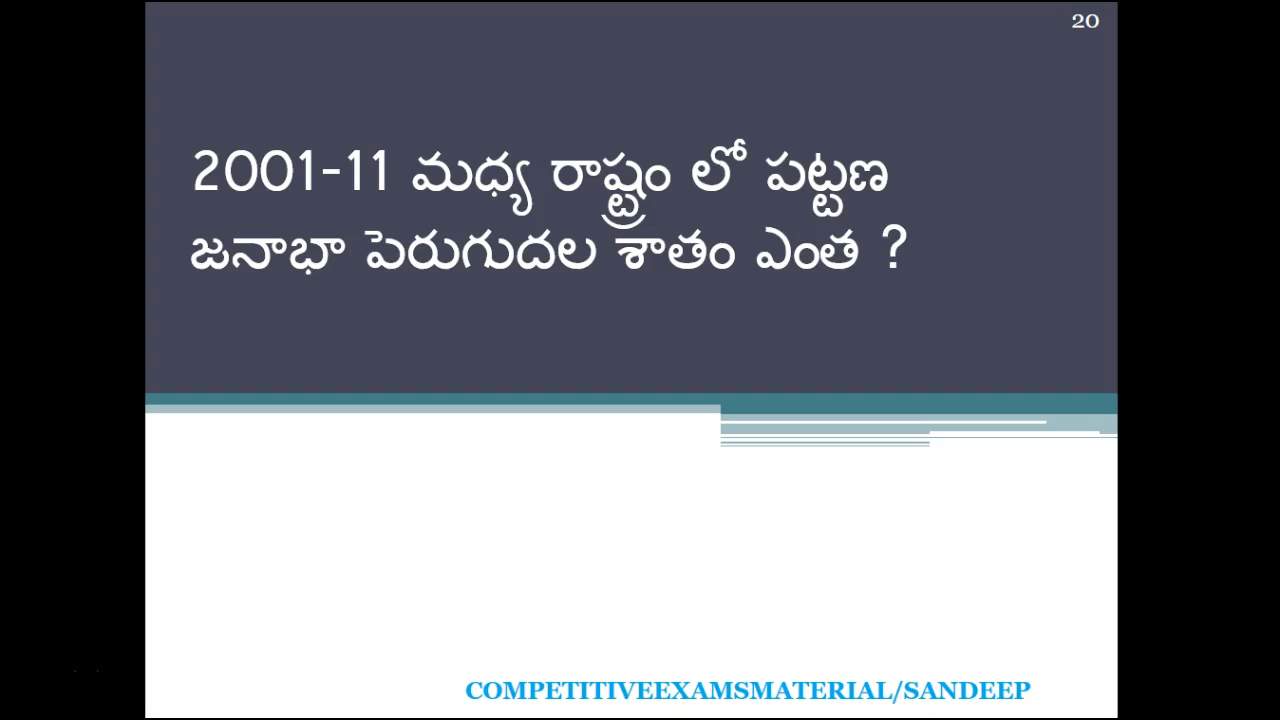 20
2001-11 మధ్య రాష్ట్రం లో పట్టణ
జనాభా పెరుగుదల శాతం ఎంత ?
COMPETITIVEEXAMSMATERIAL/SANDEEP